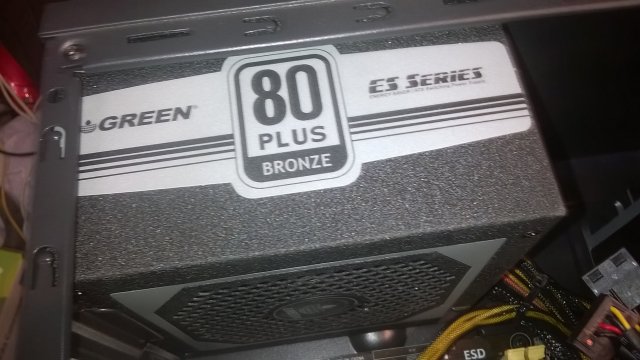 GREEN®
80
PLUS
BRONZE
ES SERIES
ESD